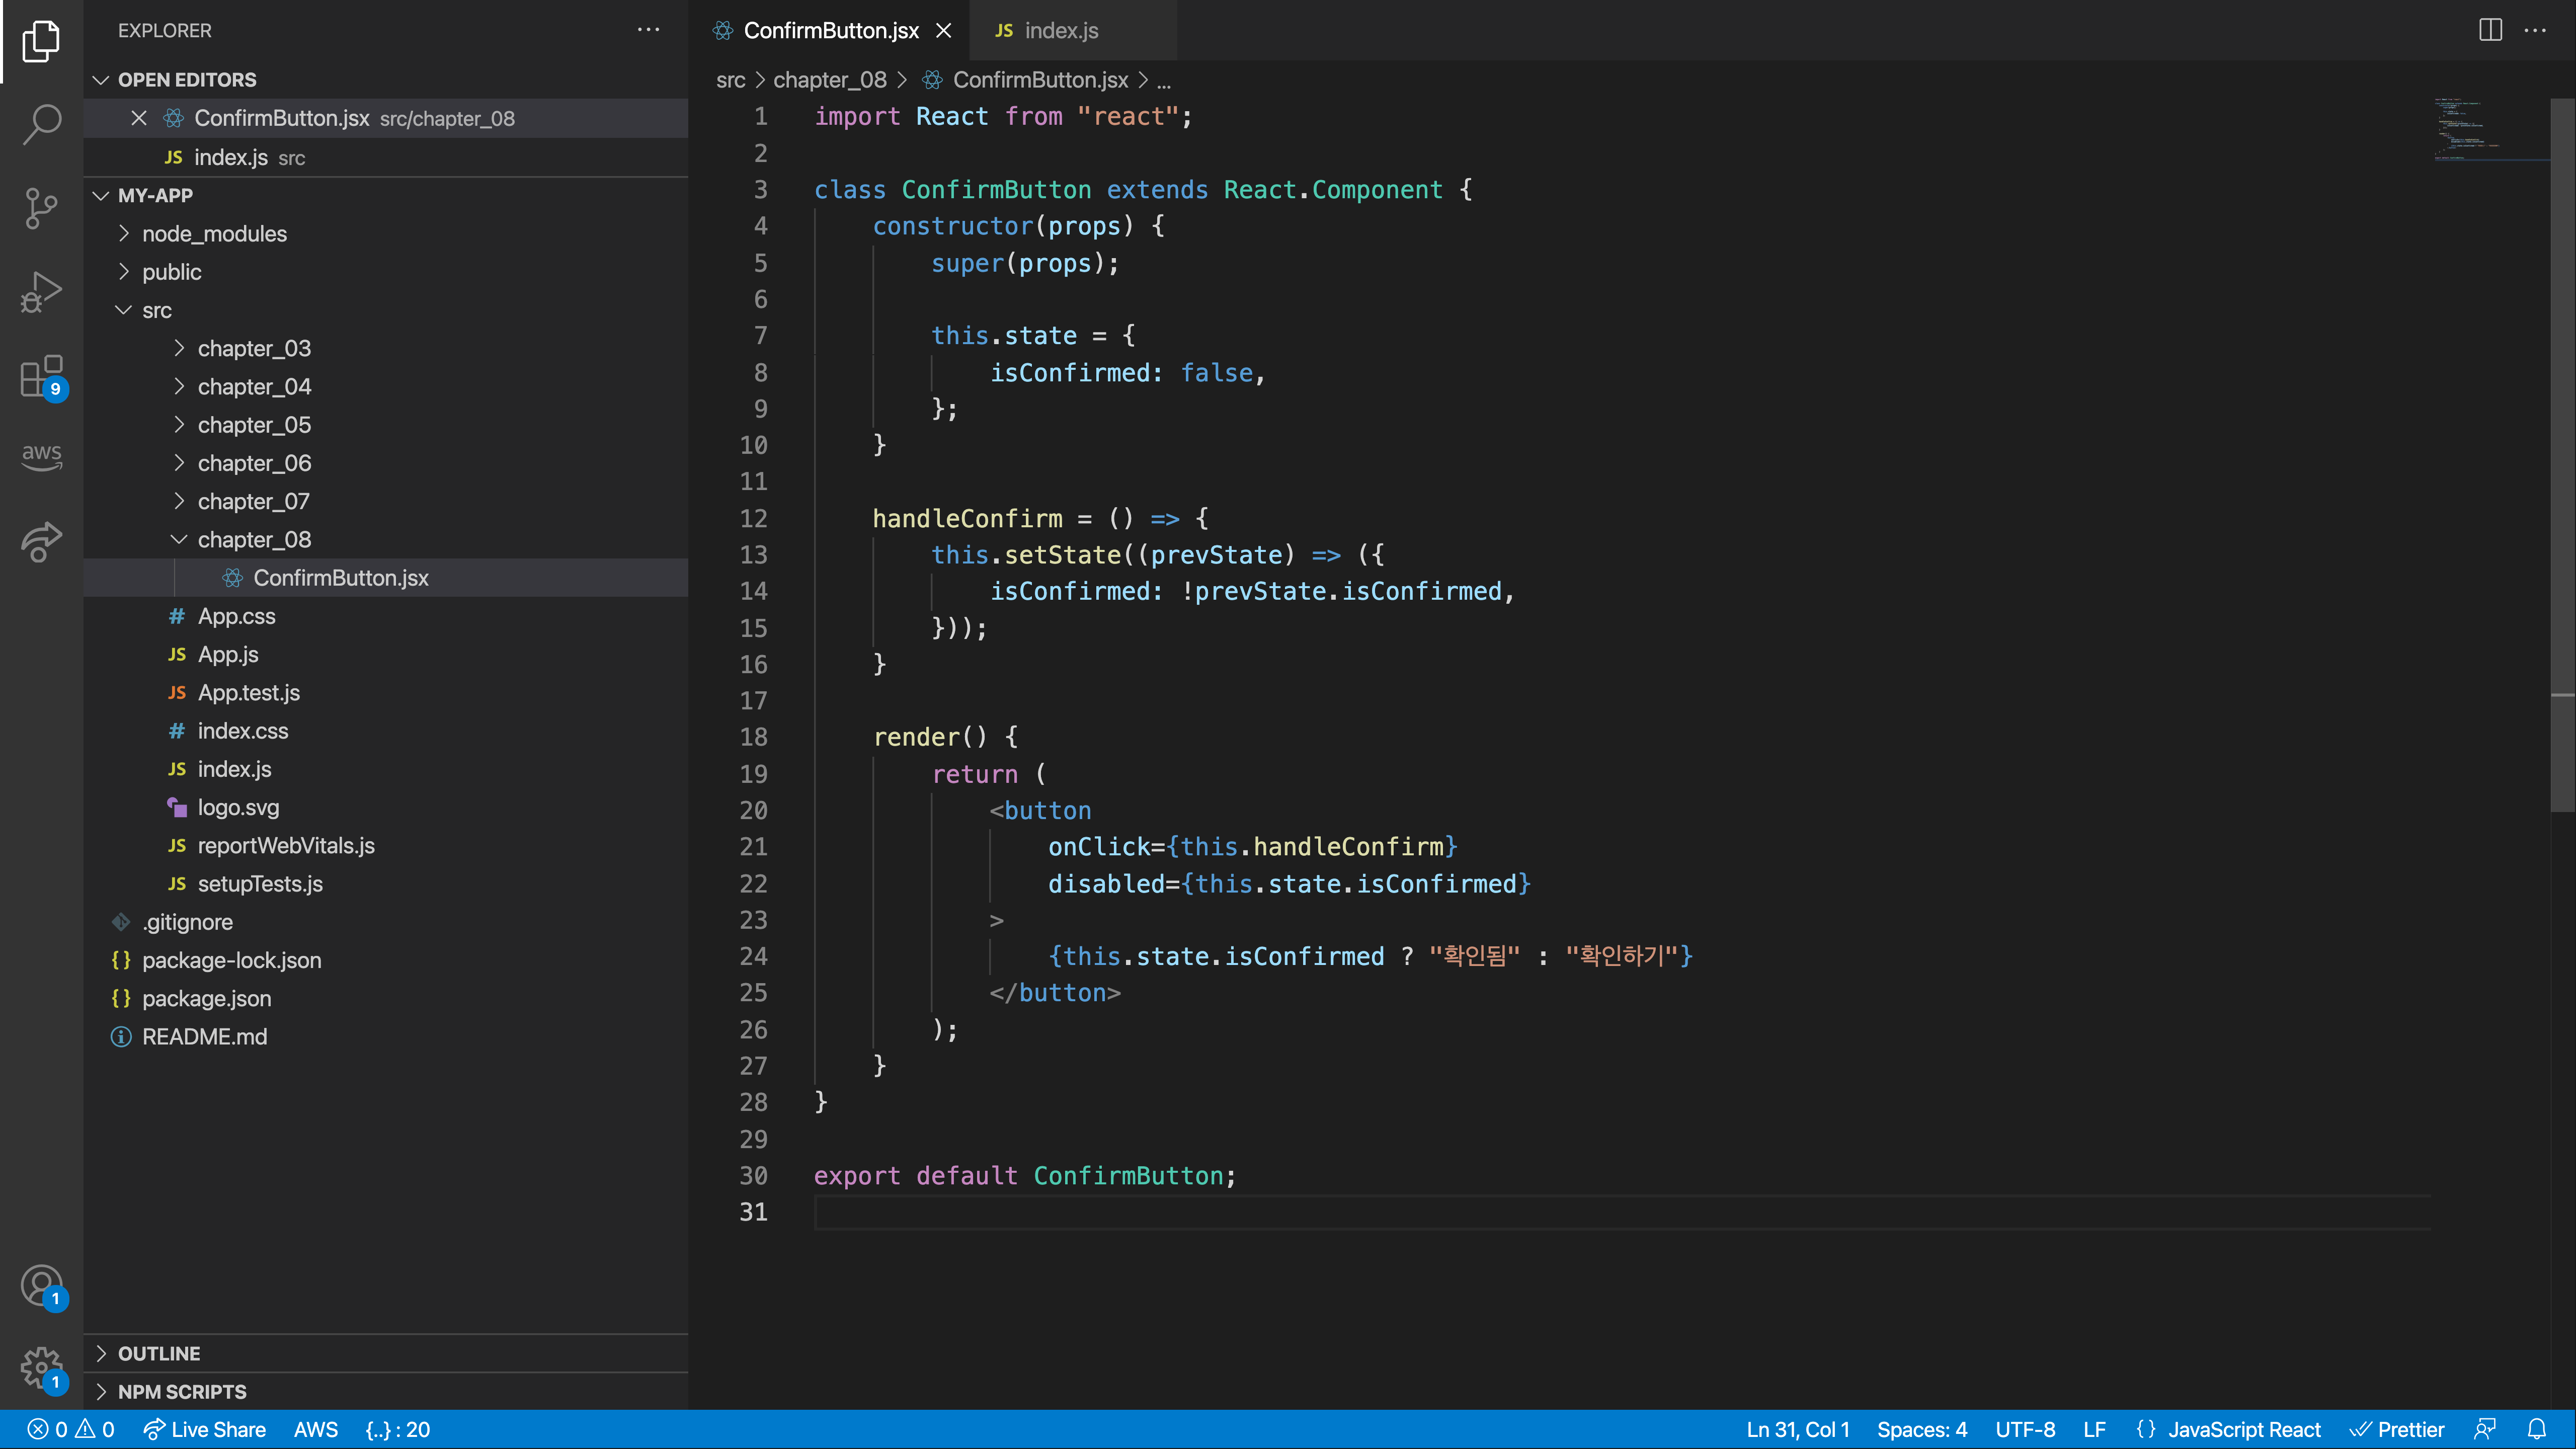 EXPLORER
OPEN EDITORS
ConfirmButton.jsx src/chapter_08
JS index.js src
MY-APP
node_modules
public
src
chapter_03
chapter_04
chapter_05
chapter_06
chapter_07
chapter_08
ConfirmButton.jsx
# App.css
JS App.js
JS App.test.js
# index.css
JS index.js
logo.svg
JS reportWebVitals.js
JS setupTests.js
.gitignore
{} package-lock.json
{} package.json
README.md
OUTLINE
NPM SCRIPTS
9
aws
1
1
ConfirmButton.jsx
JS index.js
src > chapter_08 > ConfirmButton.jsx > ...
1 import React from "react";
2
3 class ConfirmButton extends React.Component {
4 constructor(props) {
5 super(props);
6
7 this.state = {
8 isConfirmed: false,
9 };
10 }
11
12 handleConfirm = () => {
13 this.setState((prevState) => ({
14 isConfirmed: !prevState.isConfirmed,
15 }));
16 }
17
18 render() {
19 return (
20 <button
21 onClick={this.handleConfirm}
22 disabled={this.state.isConfirmed}
23 >
24 {this.state.isConfirmed ? "확인됨" : "확인하기"}
25 </button>
26 );
27 }
28 }
29
30 export default ConfirmButton;
31
0 0 Live Share AWS {..} : 20 Ln 31, Col 1 Spaces: 4 UTF-8 LF {} JavaScript React Prettier